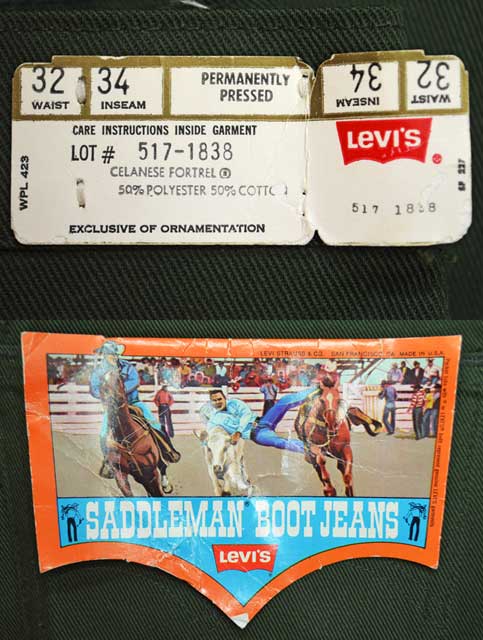 32 34 PERMANENTLY
WAIST INSEAM PRESSED
CARE INSTRUCTIONS INSIDE GARMENT
LOT # 517-1838
CELANESE FORTREL®
50% POLYESTER 50% COTTON
EXCLUSIVE OF ORNAMENTATION
WPL 423
32 34
WAIST INSEAM
LEVI'S
517 1838
SF 227
LEVI STRAUSS & CO. SAN FRANCISCO, CA. MADE IN U.S.A.
SADDLEMAN® BOOT JEANS
LEVI'S